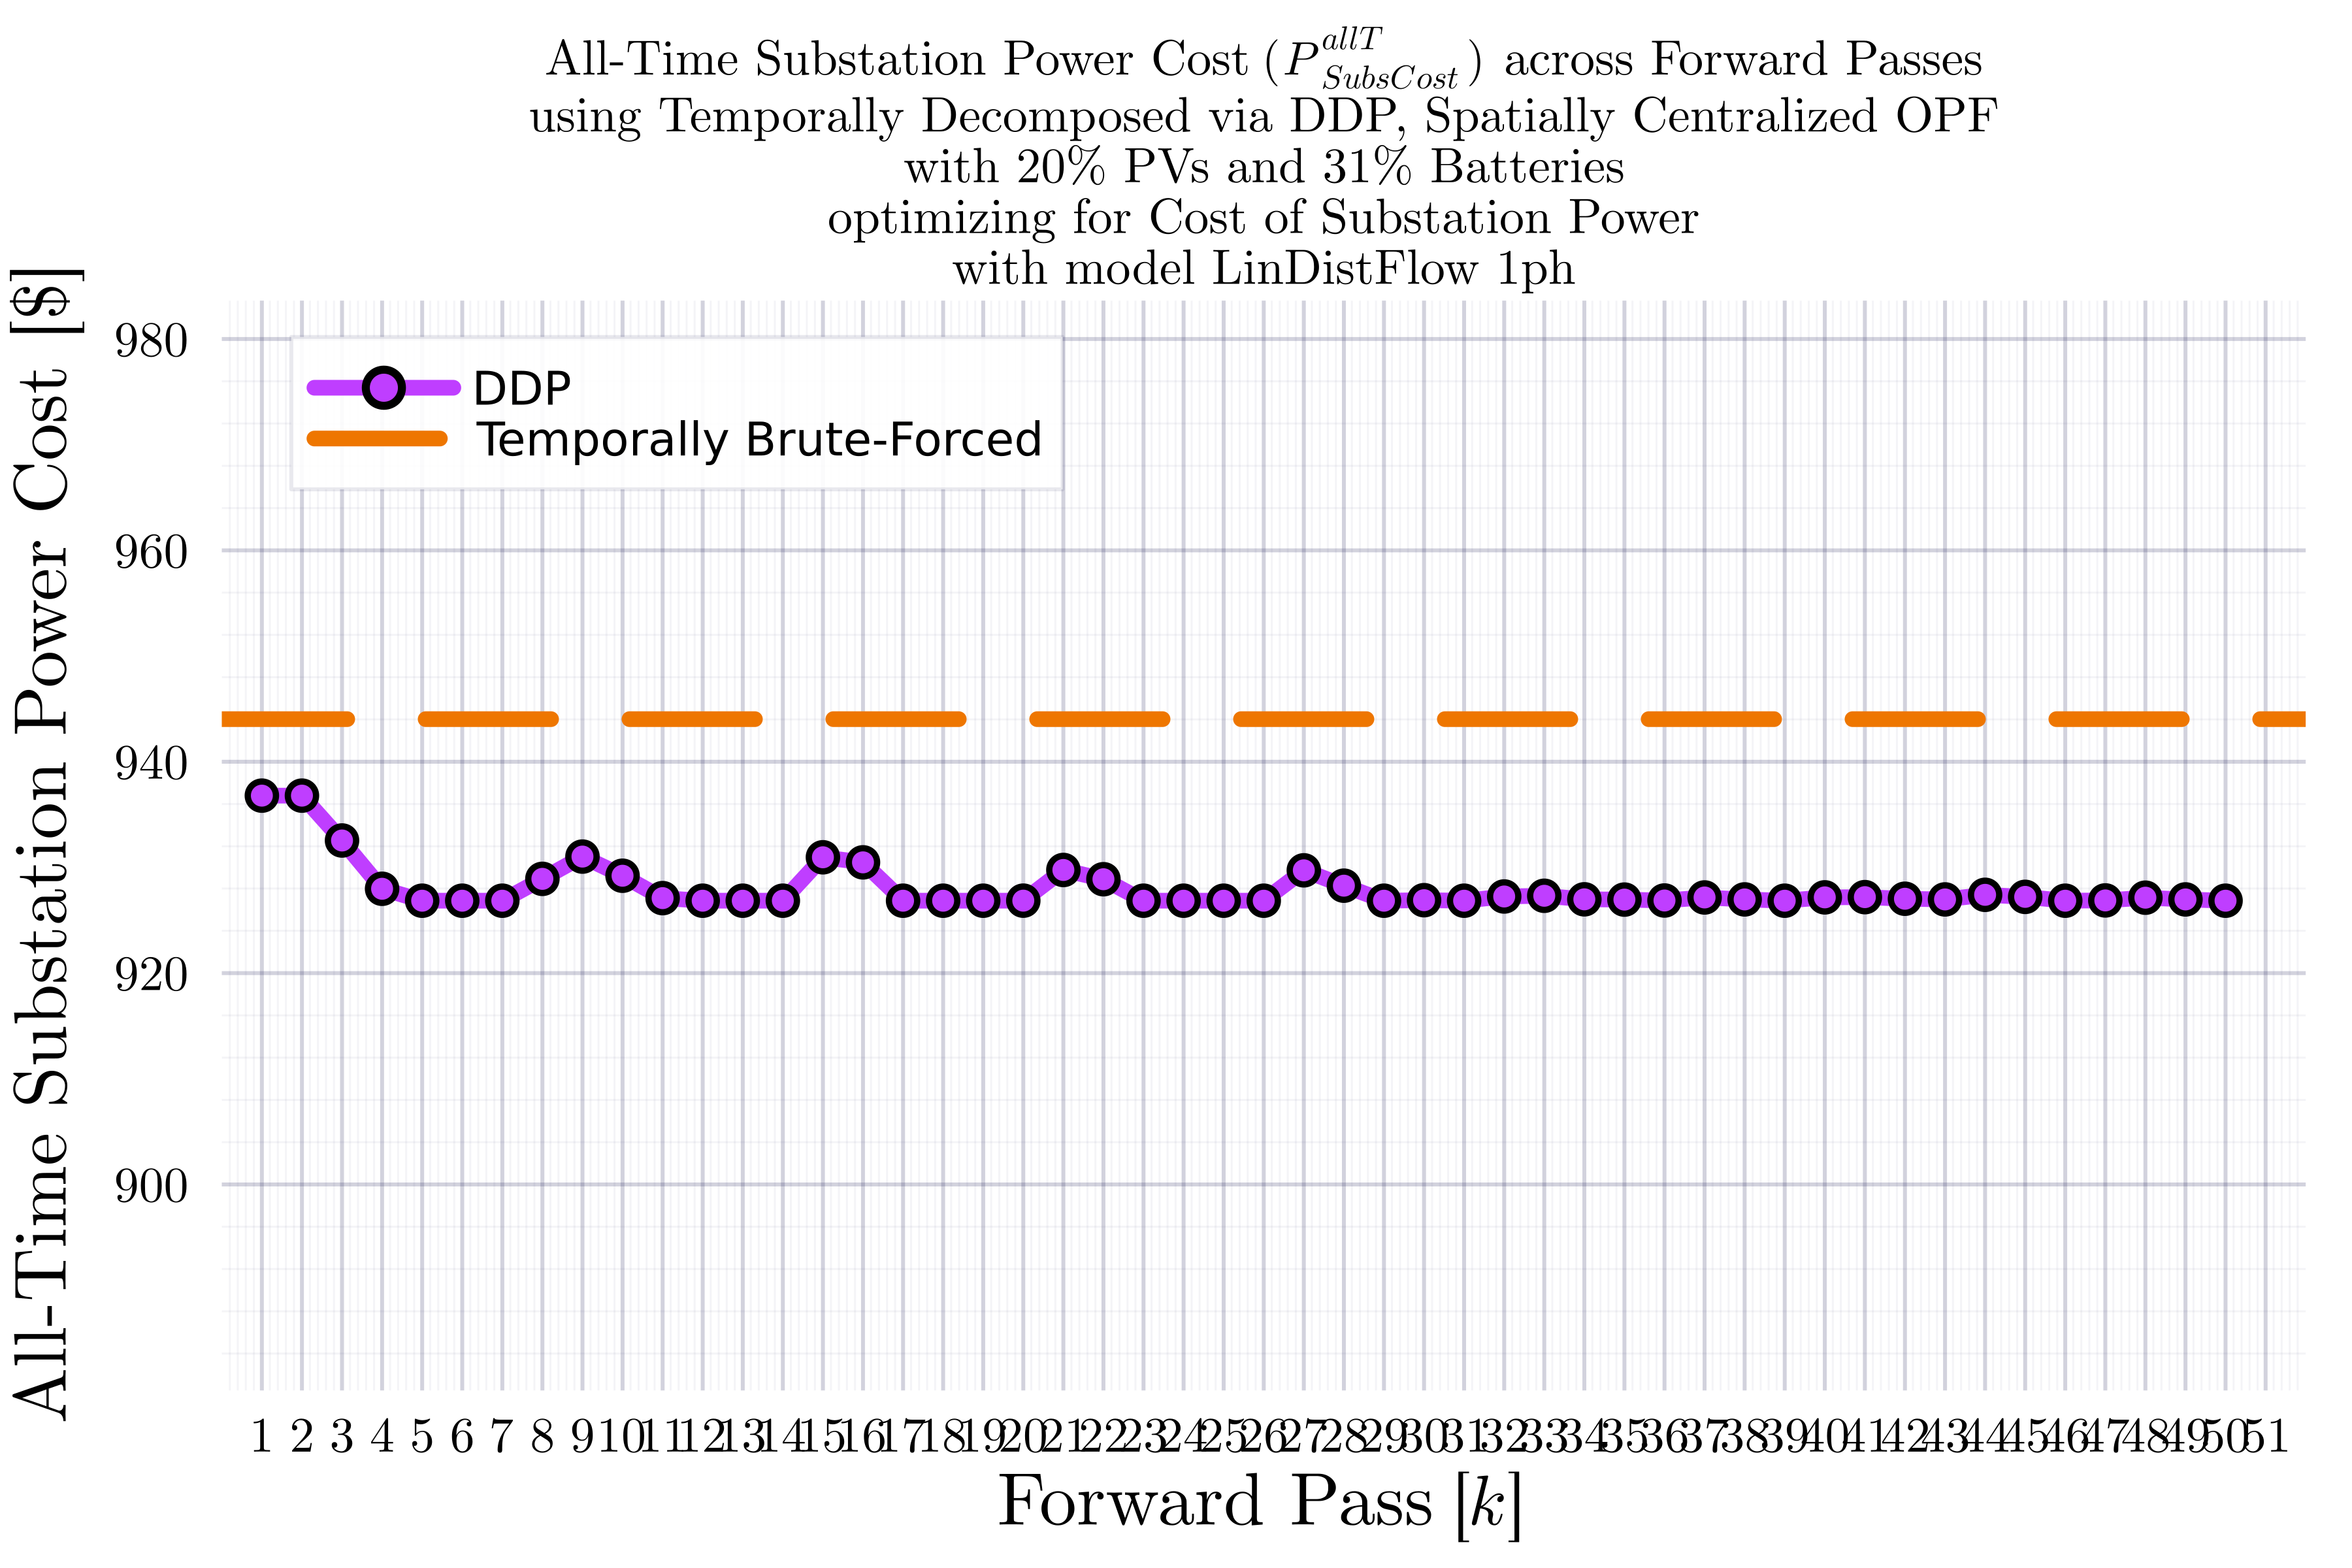 All-Time Substation Power Cost (P^{allT}_{SubsCost}) across Forward Passes
using Temporally Decomposed via DDP, Spatially Centralized OPF
with 20% PVs and 31% Batteries
optimizing for Cost of Substation Power
with model LinDistFlow 1ph
All-Time Substation Power Cost [$]
980
960
940
920
900
DDP
Temporally Brute-Forced
1 2 3 4 5 6 7 8 9 10 11 12 13 14 15 16 17 18 19 20 21 22 23 24 25 26 27 28 29 30 31 32 33 34 35 36 37 38 39 40 41 42 43 44 45 46 47 48 49 50 51
Forward Pass [k]